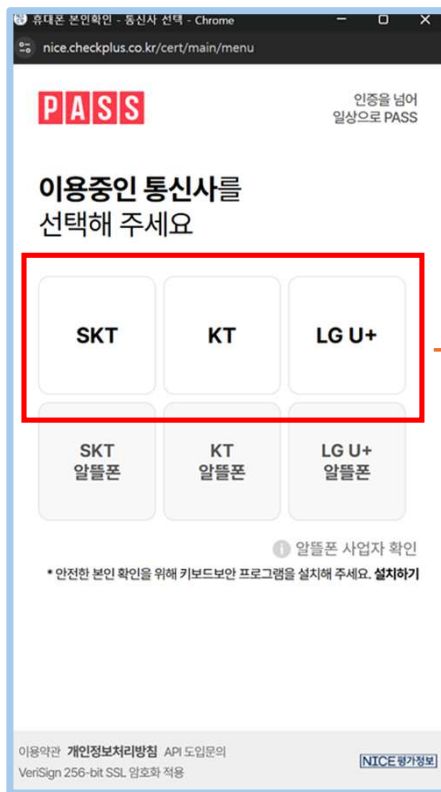 휴대폰 본인확인 - 통신사 선택 - Chrome
nice.checkplus.co.kr/cert/main/menu
PASS
인증을 넘어
일상으로 PASS
이용중인 통신사를
선택해 주세요
SKT KT LG U+
SKT KT LG U+
알뜰폰 알뜰폰 알뜰폰
알뜰폰 사업자 확인
* 안전한 본인 확인을 위해 키보드보안 프로그램을 설치해 주세요. 설치하기
이용약관 개인정보처리방침 API 도입문의
VeriSign 256-bit SSL 암호화 적용
NICE평가정보